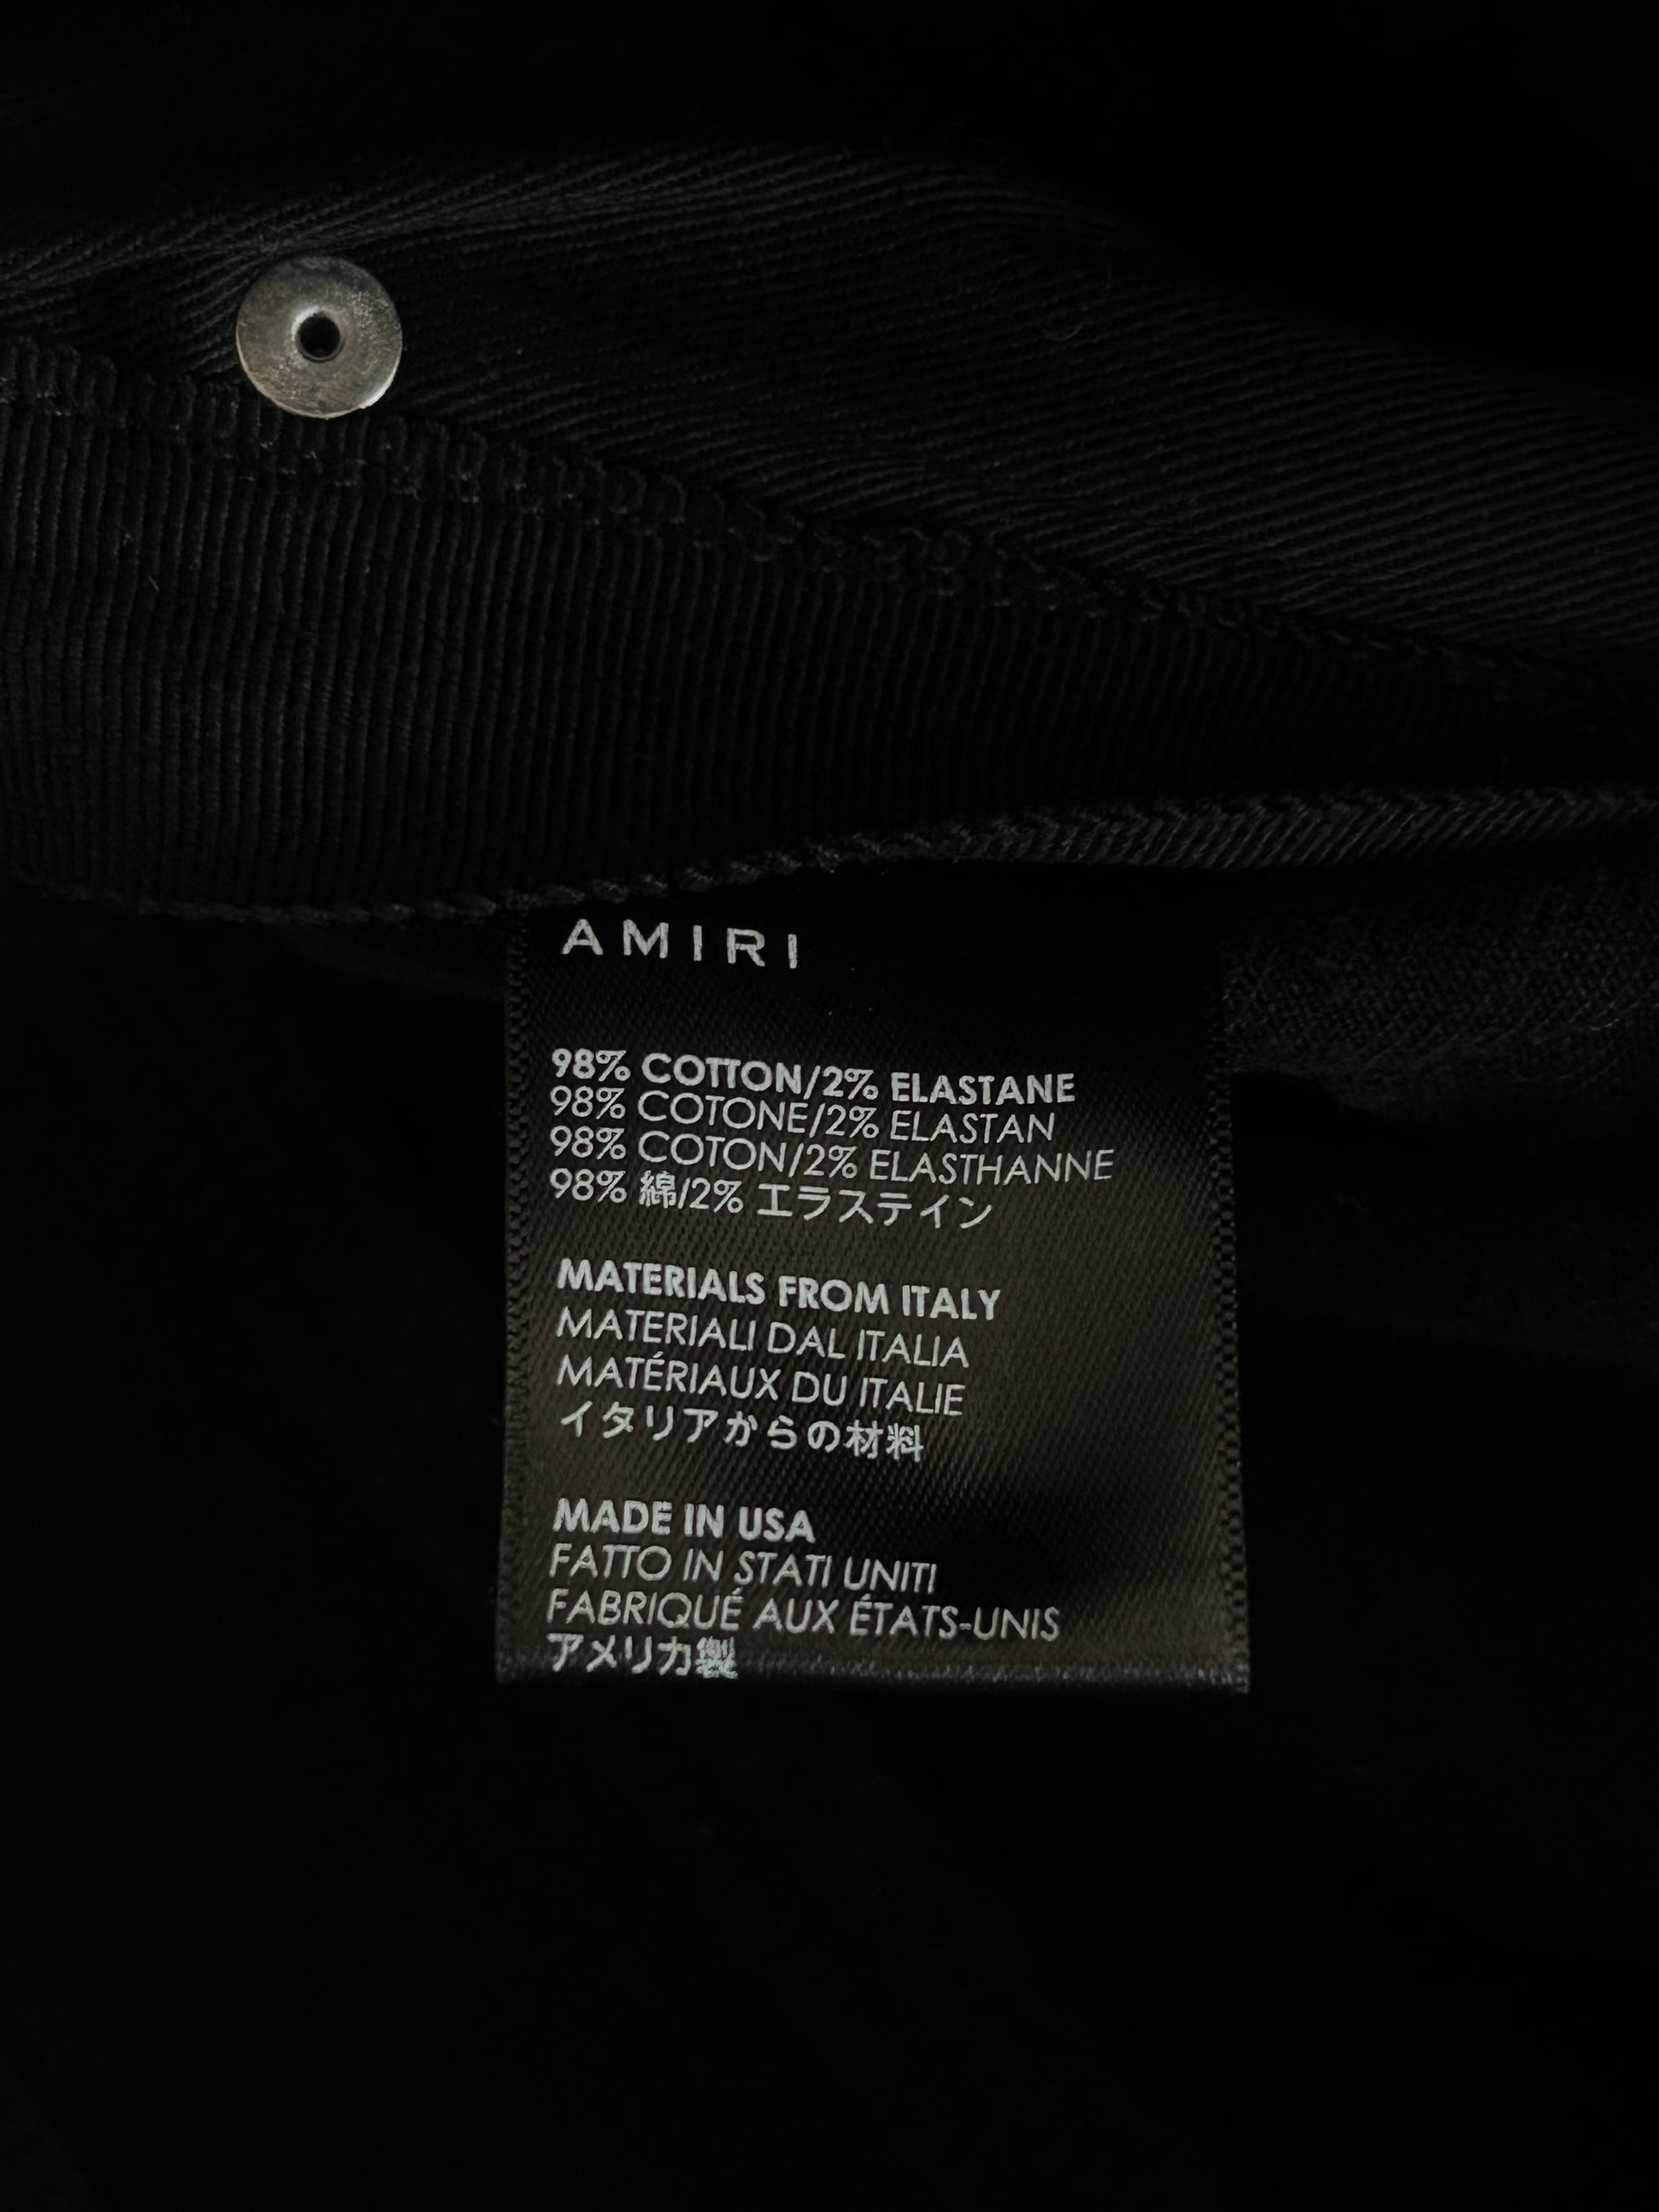 AMIRI
98% COTTON/2% ELASTANE
98% COTONE/2% ELASTAN
98% COTON/2% ELASTHANNE
98% 綿/2% エラステイン
MATERIALS FROM ITALY
MATERIALI DAL ITALIA
MATÉRIAUX DU ITALIE
イタリアからの材料
MADE IN USA
FATTO IN STATI UNITI
FABRIQUÉ AUX ÉTATS-UNIS
アメリカ製